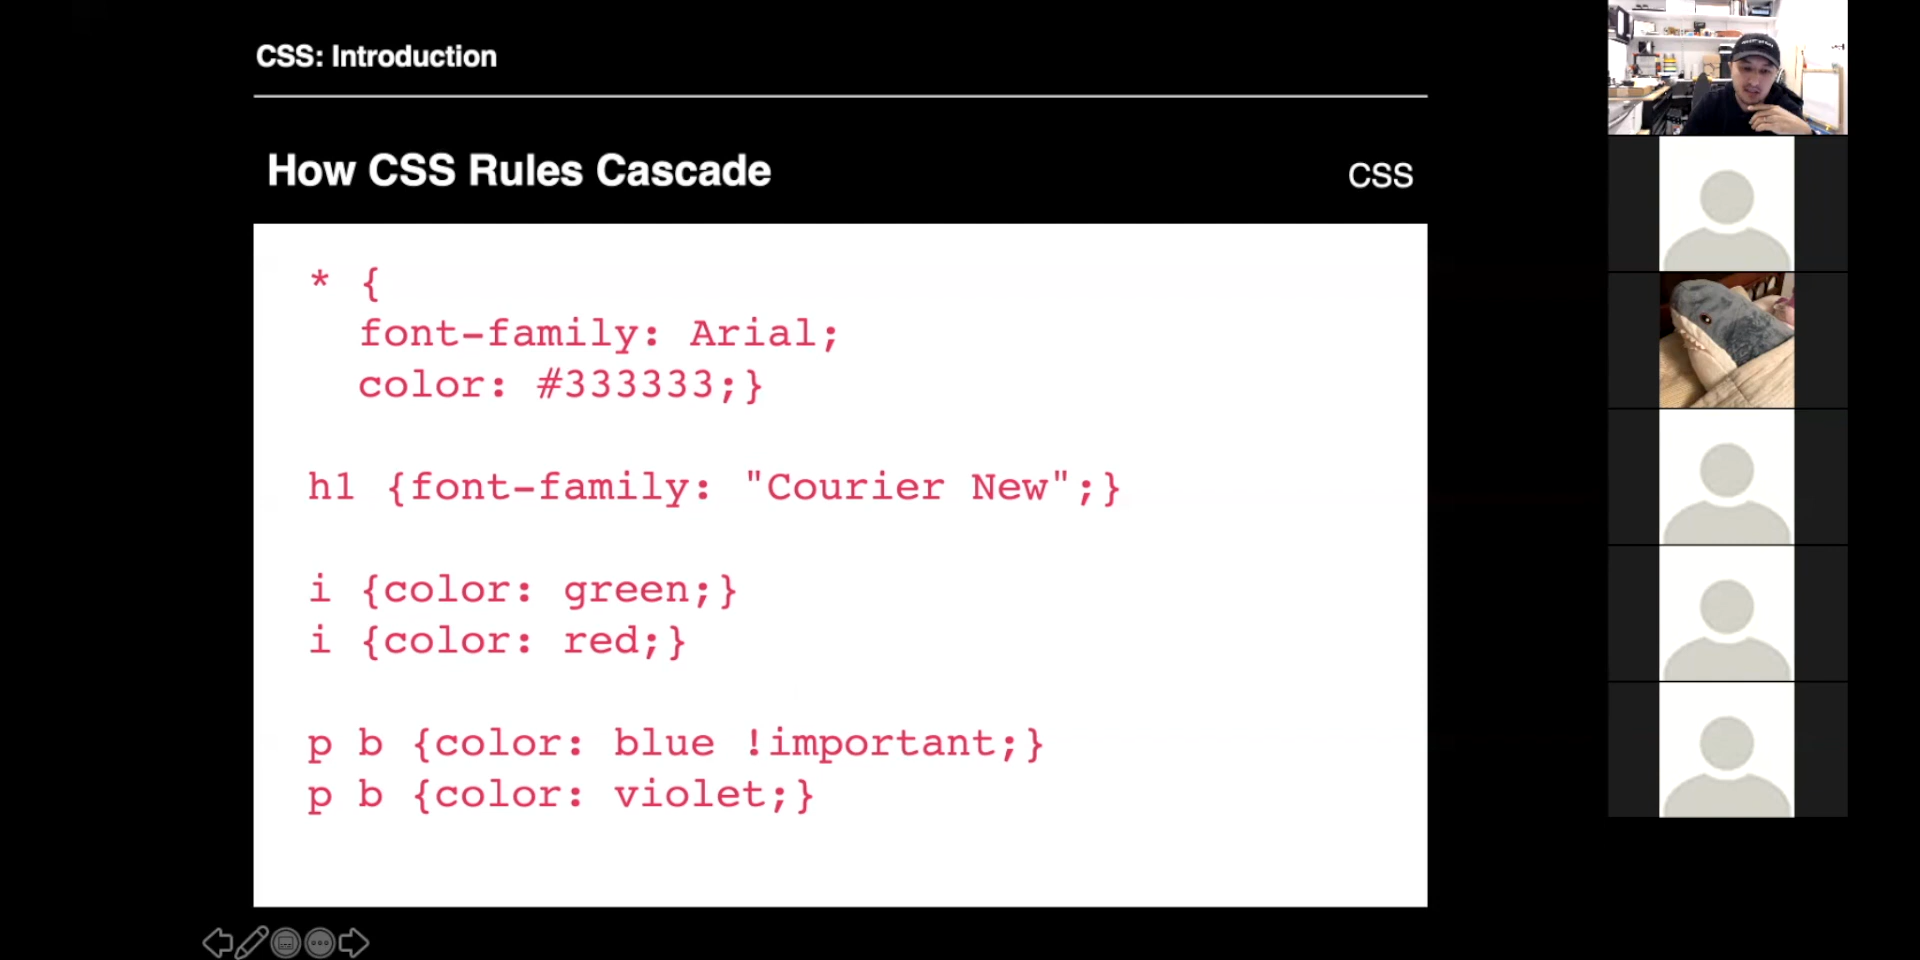 CSS: Introduction
How CSS Rules Cascade
CSS
* {
  font-family: Arial;
  color: #333333;}
h1 {font-family: "Courier New";}
i {color: green;}
i {color: red;}
p b {color: blue !important;}
p b {color: violet;}